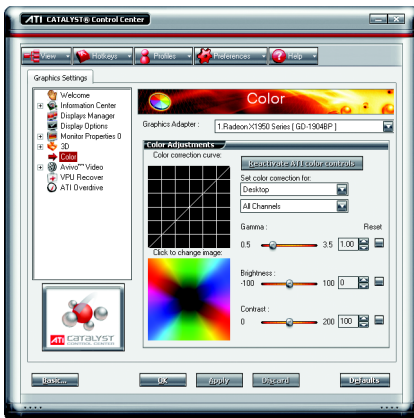 ATI CATALYST® Control Center
View
Hotkeys
Profiles
Preferences
Help
Graphics Settings
Welcome
Information Center
Displays Manager
Display Options
Monitor Properties 0
3D
Color
Avivo™ Video
VPU Recover
ATI Overdrive
ATI CATALYST
CONTROL CENTER
Color
Graphics Adapter :
1.Radeon X1950 Series [ GD-1904BP ]
Color Adjustments
Color correction curve:
Click to change image:
Reactivate ATI color controls
Set color correction for:
Desktop
All Channels
Gamma :
Reset
0.5
3.5
1.00
Brightness :
-100
100
0
Contrast :
0
200
100
Basic...
OK
Apply
Discard
Defaults